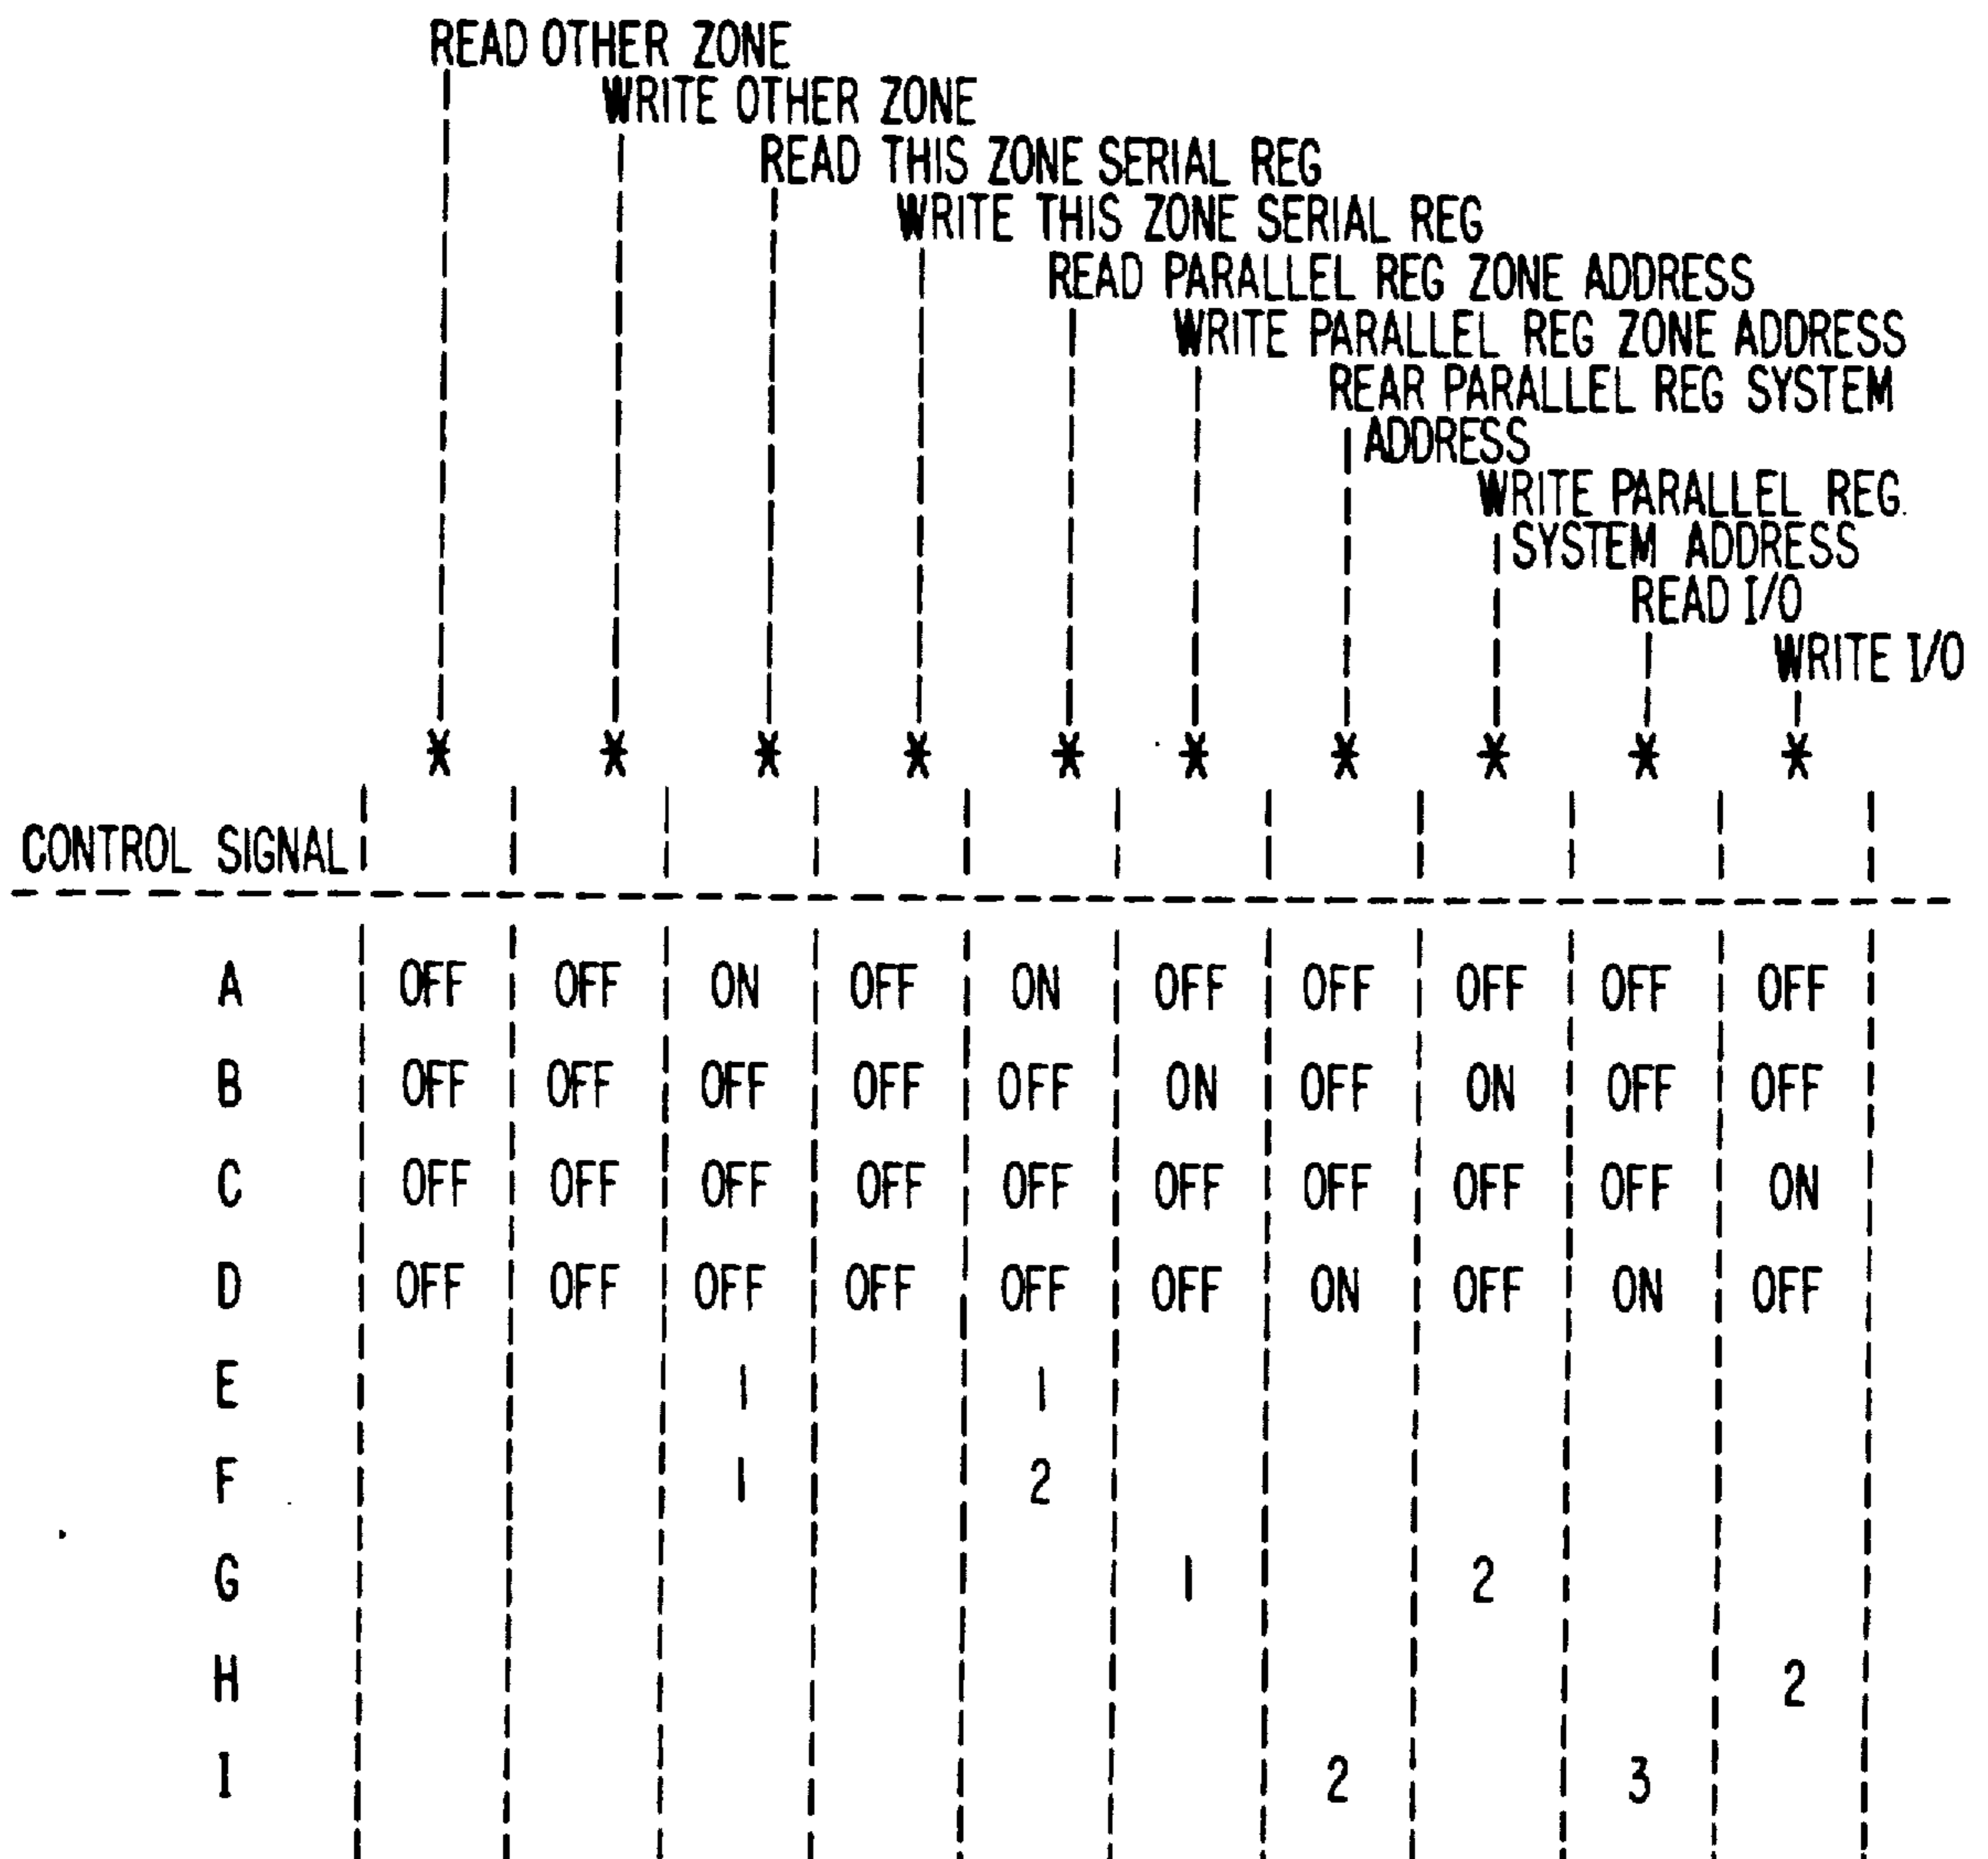 READ OTHER ZONE
WRITE OTHER ZONE
READ THIS ZONE SERIAL REG
WRITE THIS ZONE SERIAL REG
READ PARALLEL REG ZONE ADDRESS
WRITE PARALLEL REG ZONE ADDRESS
REAR PARALLEL REG SYSTEM
ADDRESS
WRITE PARALLEL REG
SYSTEM ADDRESS
READ I/O
WRITE I/O
* * * * * * * * * *
CONTROL SIGNAL
A OFF OFF ON OFF ON OFF OFF OFF OFF OFF
B OFF OFF OFF OFF OFF ON OFF ON OFF OFF
C OFF OFF OFF OFF OFF OFF OFF OFF OFF ON
D OFF OFF OFF OFF OFF OFF ON OFF ON OFF
E 1 1
F 1 2
G 1 2
H 2
I 2 3